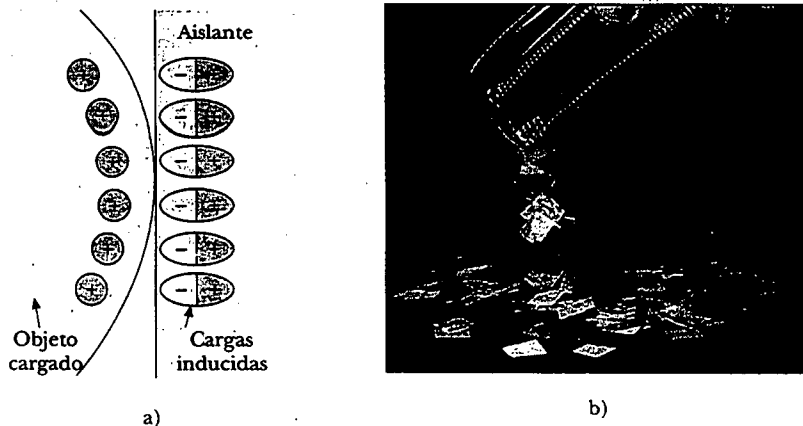 Aislante
Objeto
cargado
Cargas
inducidas
a)
b)